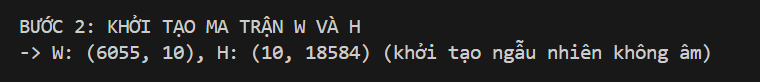 BƯỚC 2: KHỞI TẠO MA TRẬN W VÀ H
-> W: (6055, 10), H: (10, 18584) (khởi tạo ngẫu nhiên không âm)